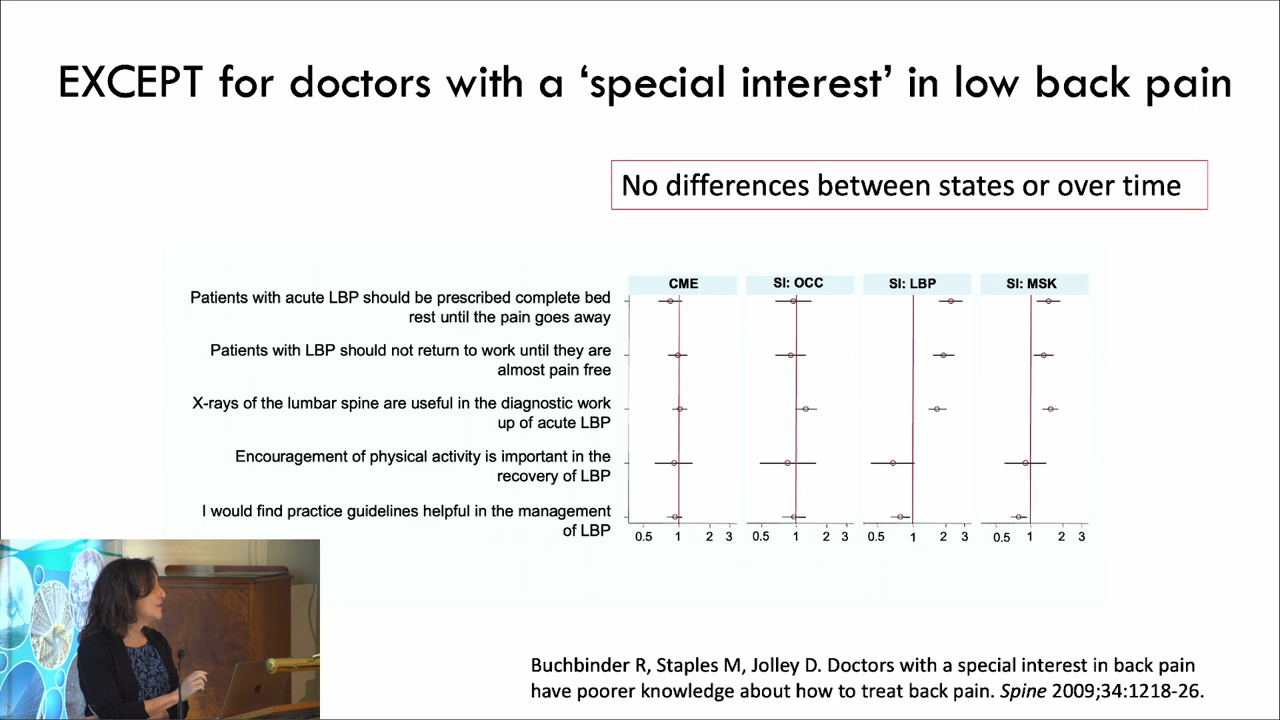 EXCEPT for doctors with a ‘special interest’ in low back pain
No differences between states or over time
CME SI: OCC SI: LBP SI: MSK
Patients with acute LBP should be prescribed complete bed
rest until the pain goes away
Patients with LBP should not return to work until they are
almost pain free
X-rays of the lumbar spine are useful in the diagnostic work
up of acute LBP
Encouragement of physical activity is important in the
recovery of LBP
I would find practice guidelines helpful in the management
of LBP
0.5 1 2 3 0.5 1 2 3 0.5 1 2 3 0.5 1 2 3
Buchbinder R, Staples M, Jolley D. Doctors with a special interest in back pain
have poorer knowledge about how to treat back pain. Spine 2009;34:1218-26.